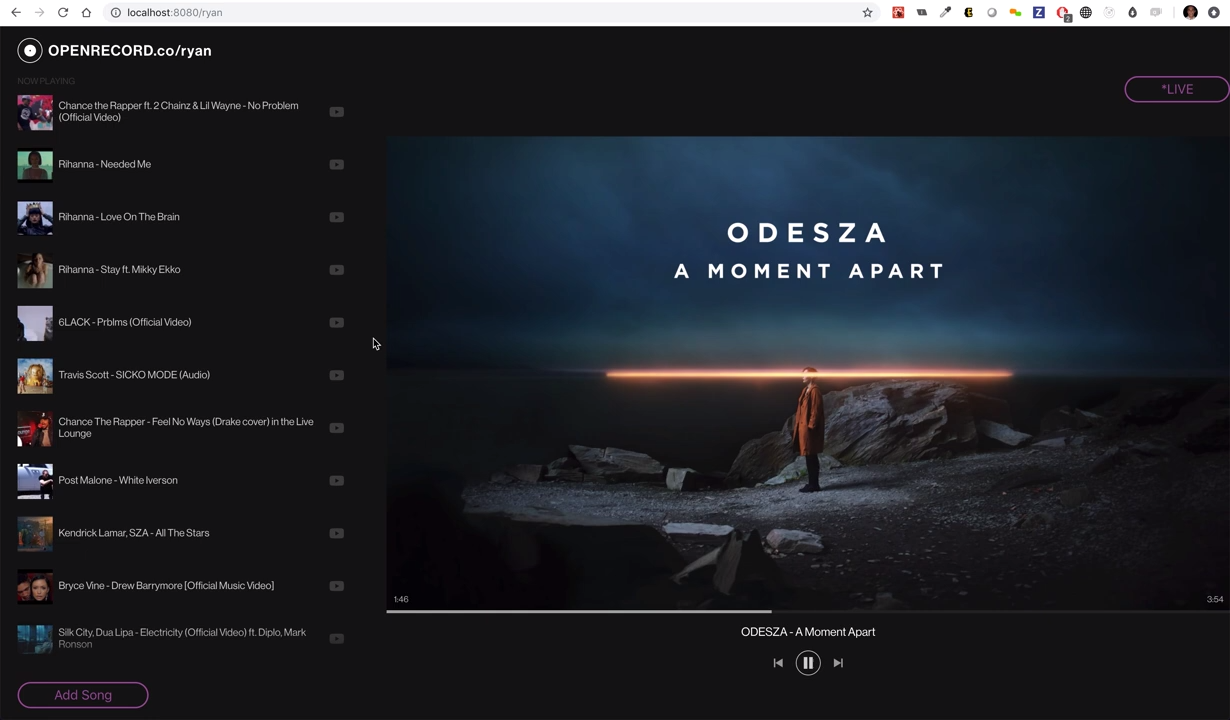 localhost:8080/ryan
2
OPENRECORD.co/ryan
NOW PLAYING
Chance the Rapper ft. 2 Chainz & Lil Wayne - No Problem
(Official Video)
Rihanna - Needed Me
Rihanna - Love On The Brain
Rihanna - Stay ft. Mikky Ekko
6LACK - Prblms (Official Video)
Travis Scott - SICKO MODE (Audio)
Chance The Rapper - Feel No Ways (Drake cover) in the Live
Lounge
Post Malone - White Iverson
Kendrick Lamar, SZA - All The Stars
Bryce Vine - Drew Barrymore [Official Music Video]
Silk City, Dua Lipa - Electricity (Official Video) ft. Diplo, Mark
Ronson
Add Song
*LIVE
ODESZA
A MOMENT APART
1:46
3:54
ODESZA - A Moment Apart